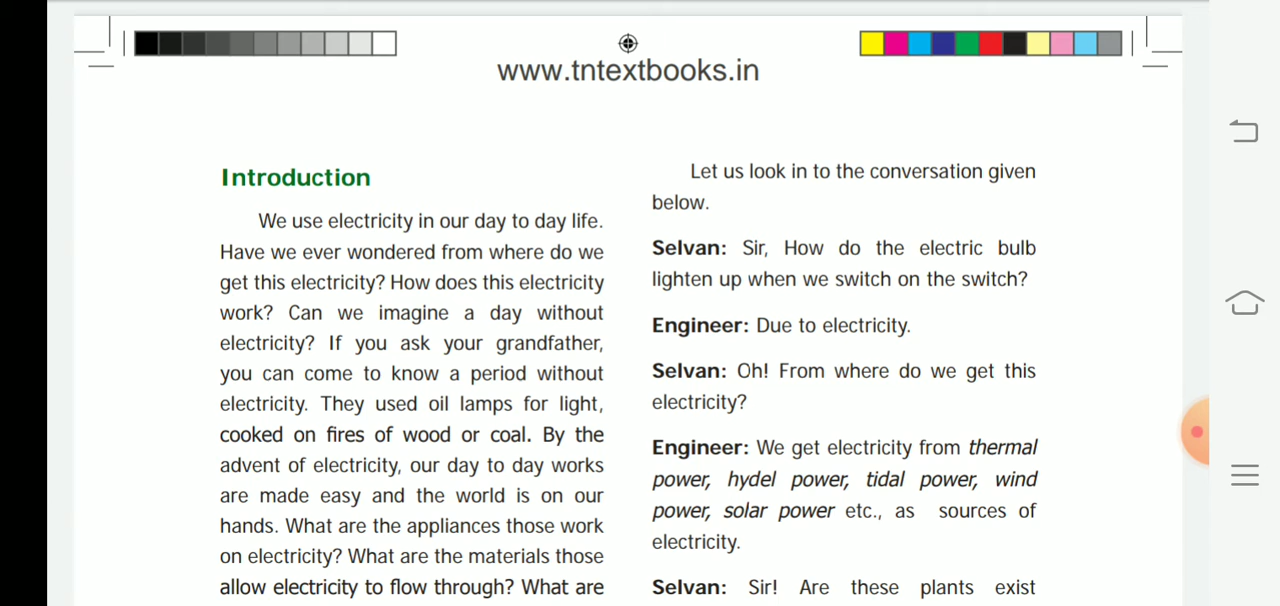 www.tntextbooks.in
Introduction
We use electricity in our day to day life.
Have we ever wondered from where do we
get this electricity? How does this electricity
work? Can we imagine a day without
electricity? If you ask your grandfather,
you can come to know a period without
electricity. They used oil lamps for light,
cooked on fires of wood or coal. By the
advent of electricity, our day to day works
are made easy and the world is on our
hands. What are the appliances those work
on electricity? What are the materials those
allow electricity to flow through? What are
Let us look in to the conversation given
below.
Selvan: Sir, How do the electric bulb
lighten up when we switch on the switch?
Engineer: Due to electricity.
Selvan: Oh! From where do we get this
electricity?
Engineer: We get electricity from thermal
power, hydel power, tidal power, wind
power, solar power etc., as sources of
electricity.
Selvan: Sir! Are these plants exist